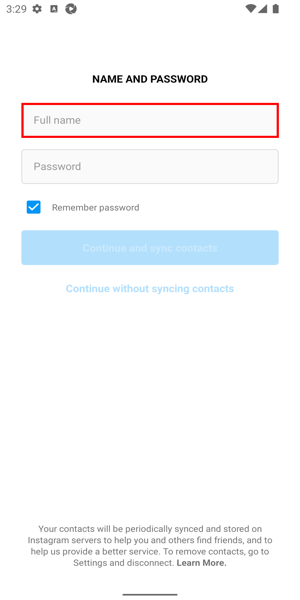 3:29
NAME AND PASSWORD
Full name
Password
Remember password
Continue and sync contacts
Continue without syncing contacts
Your contacts will be periodically synced and stored on
Instagram servers to help you and others find friends, and to
help us provide a better service. To remove contacts, go to
Settings and disconnect. Learn More.